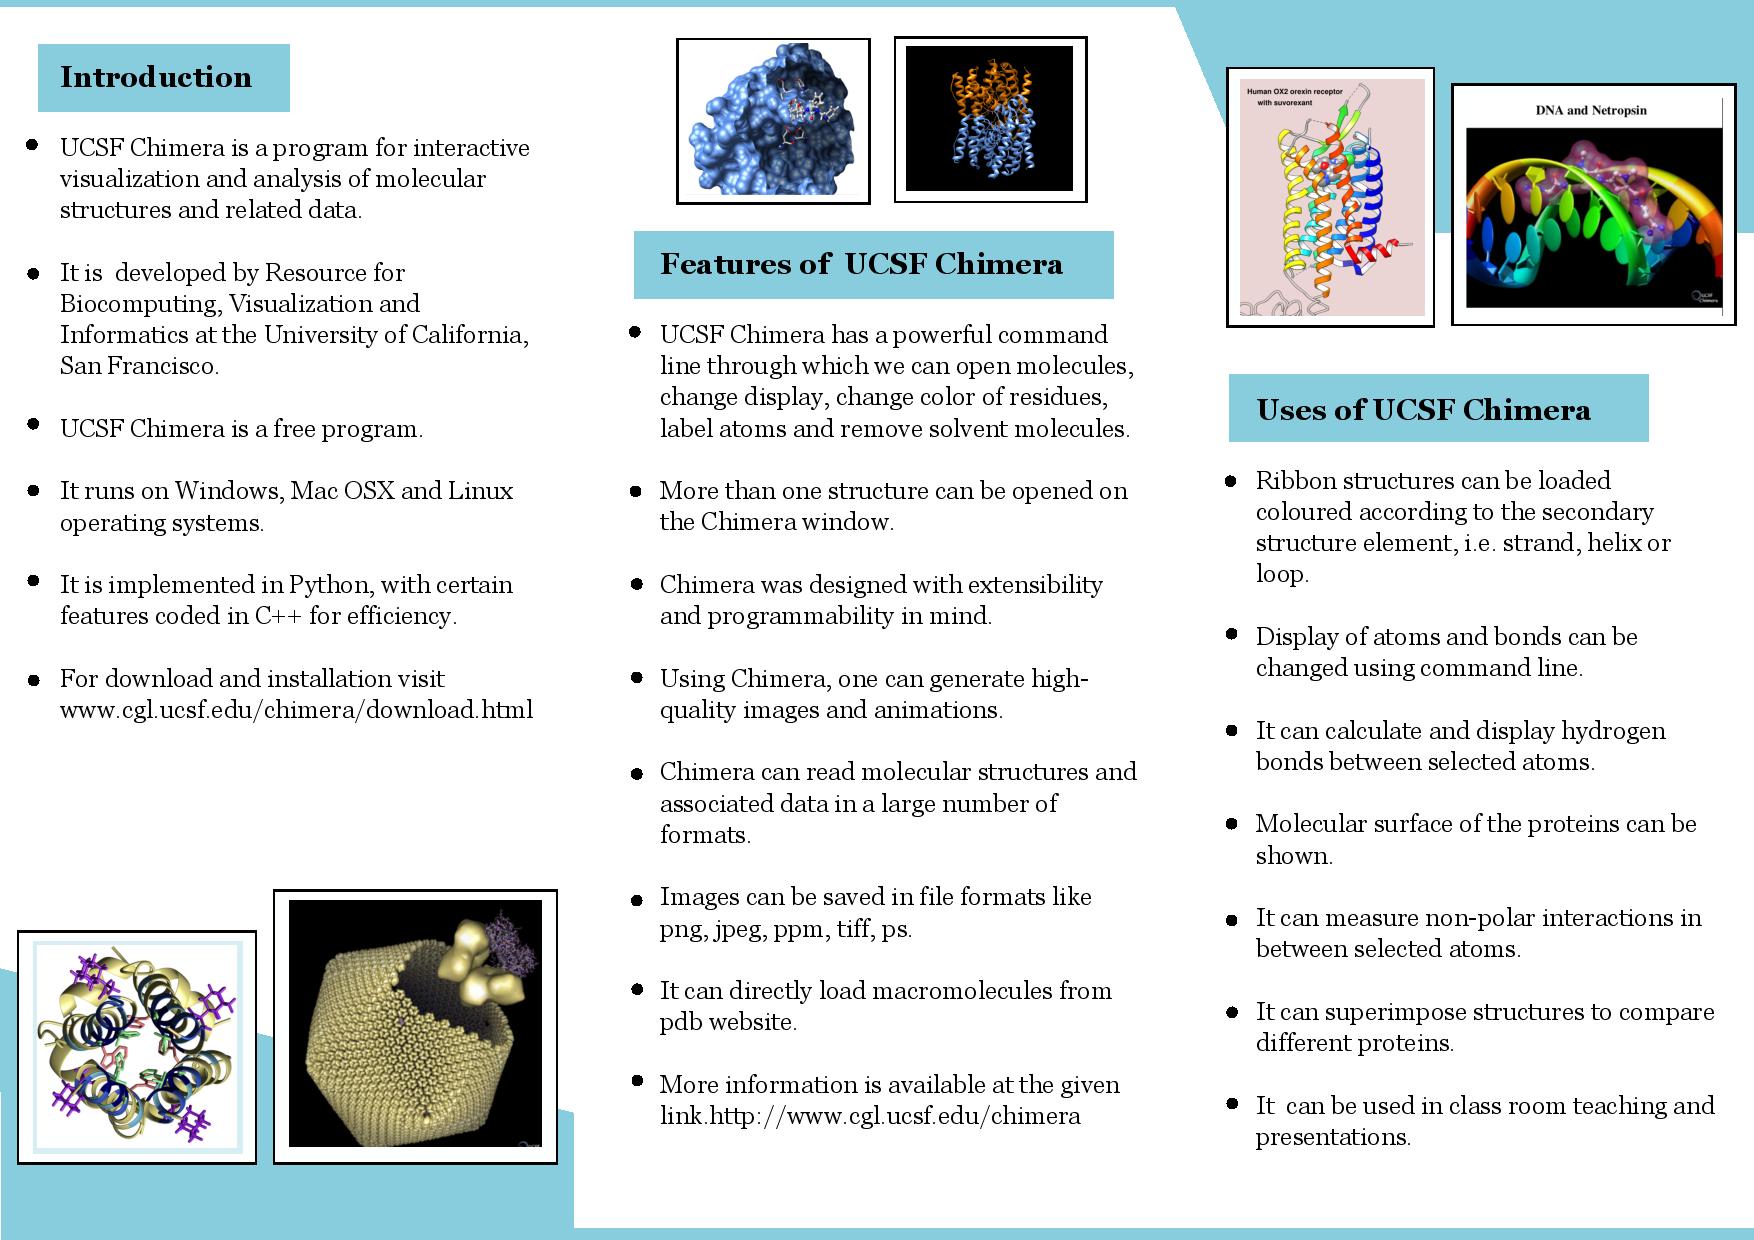 Introduction
UCSF Chimera is a program for interactive
visualization and analysis of molecular
structures and related data.
It is  developed by Resource for
Biocomputing, Visualization and
Informatics at the University of California,
San Francisco.
UCSF Chimera is a free program.
It runs on Windows, Mac OSX and Linux
operating systems.
It is implemented in Python, with certain
features coded in C++ for efficiency.
For download and installation visit
www.cgl.ucsf.edu/chimera/download.html
Features of  UCSF Chimera
UCSF Chimera has a powerful command
line through which we can open molecules,
change display, change color of residues,
label atoms and remove solvent molecules.
More than one structure can be opened on
the Chimera window.
Chimera was designed with extensibility
and programmability in mind.
Using Chimera, one can generate high-
quality images and animations.
Chimera can read molecular structures and
associated data in a large number of
formats.
Images can be saved in file formats like
png, jpeg, ppm, tiff, ps.
It can directly load macromolecules from
pdb website.
More information is available at the given
link.http://www.cgl.ucsf.edu/chimera
Human OX2 orexin receptor
with suvorexant
DNA and Netropsin
UCSF
Chimera
Uses of UCSF Chimera
Ribbon structures can be loaded
coloured according to the secondary
structure element, i.e. strand, helix or
loop.
Display of atoms and bonds can be
changed using command line.
It can calculate and display hydrogen
bonds between selected atoms.
Molecular surface of the proteins can be
shown.
It can measure non-polar interactions in
between selected atoms.
It can superimpose structures to compare
different proteins.
It  can be used in class room teaching and
presentations.